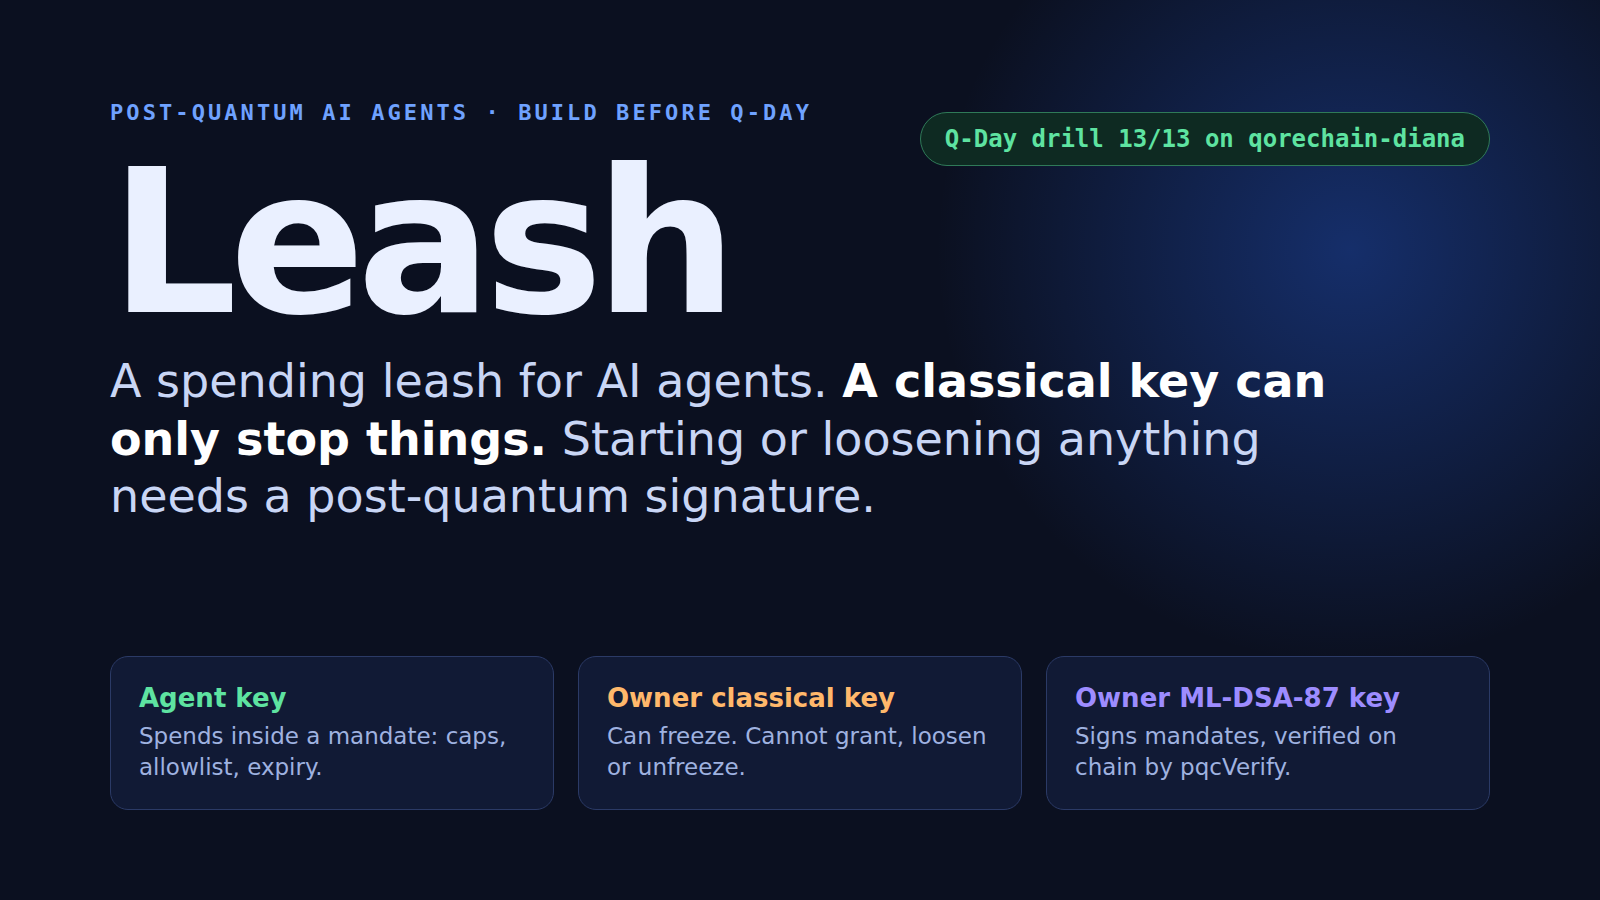 POST-QUANTUM AI AGENTS · BUILD BEFORE Q-DAY
Q-Day drill 13/13 on qorechain-diana
Leash
A spending leash for AI agents. A classical key can
only stop things. Starting or loosening anything
needs a post-quantum signature.
Agent key
Spends inside a mandate: caps,
allowlist, expiry.
Owner classical key
Can freeze. Cannot grant, loosen
or unfreeze.
Owner ML-DSA-87 key
Signs mandates, verified on
chain by pqcVerify.